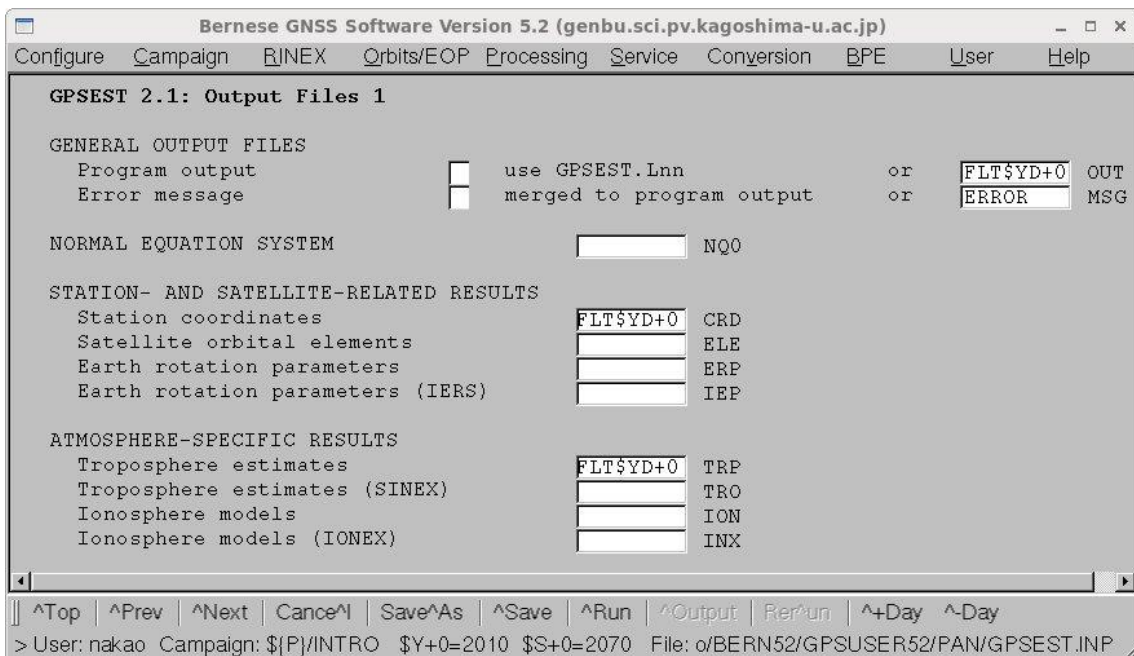 Bernese GNSS Software Version 5.2 (genbu.sci.pv.kagoshima-u.ac.jp)
Configure Campaign RINEX Orbits/EOP Processing Service Conversion BPE User Help
GPSEST 2.1: Output Files 1
GENERAL OUTPUT FILES
Program output use GPSEST.Lnn or FLT$YD+0 OUT
Error message merged to program output or ERROR MSG
NORMAL EQUATION SYSTEM NQ0
STATION- AND SATELLITE-RELATED RESULTS
Station coordinates FLT$YD+0 CRD
Satellite orbital elements ELE
Earth rotation parameters ERP
Earth rotation parameters (IERS) IEP
ATMOSPHERE-SPECIFIC RESULTS
Troposphere estimates FLT$YD+0 TRP
Troposphere estimates (SINEX) TRO
Ionosphere models ION
Ionosphere models (IONEX) INX
^Top ^Prev ^Next Cance^l Save^As ^Save ^Run ^Output Rer^un ^+Day ^-Day
> User: nakao Campaign: ${P}/INTRO $Y+0=2010 $S+0=2070 File: o/BERN52/GPSUSER52/PAN/GPSEST.INP